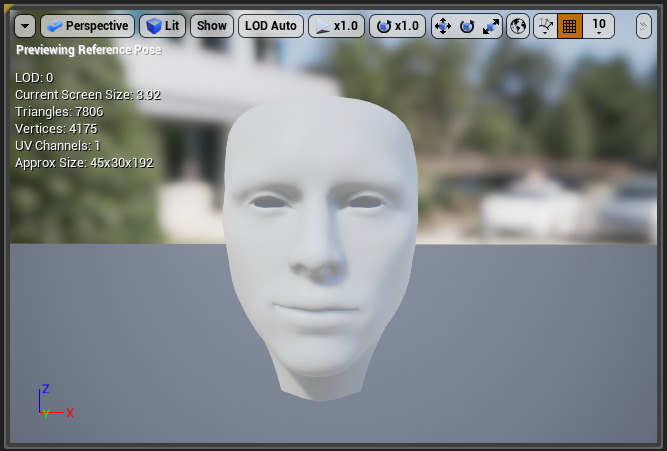 Perspective Lit Show LOD Auto x1.0 x1.0 10
Previewing Reference Pose
LOD: 0
Current Screen Size: 3.92
Triangles: 7806
Vertices: 4175
UV Channels: 1
Approx Size: 45x30x192
Z
Y X